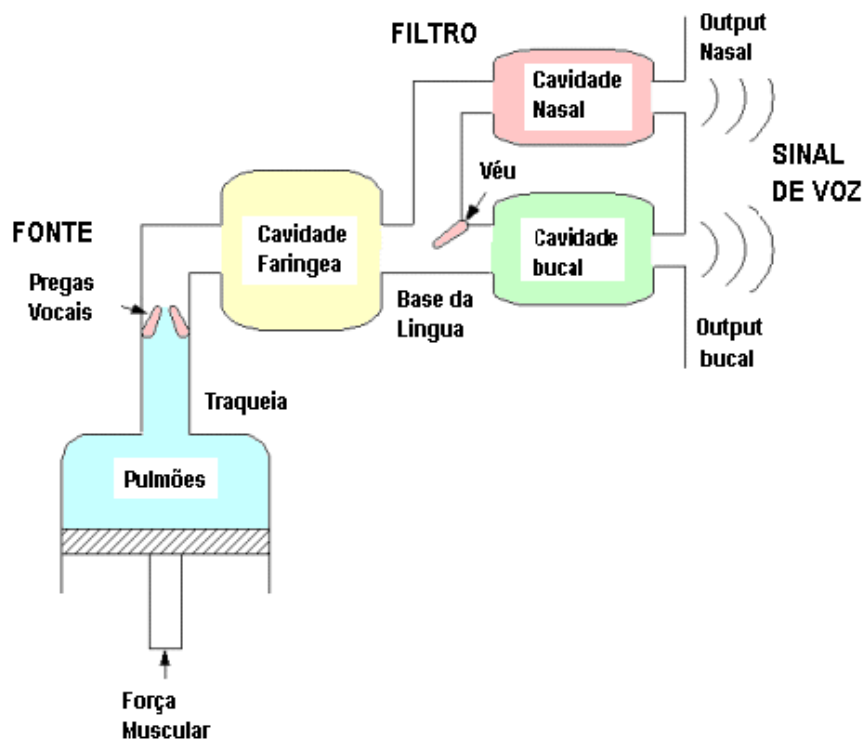 Output
Nasal
FILTRO
Cavidade
Nasal
SINAL
DE VOZ
Véu
FONTE
Cavidade
Faringea
Cavidade
bucal
Pregas
Vocais
Base da
Lingua
Output
bucal
Traqueia
Pulmões
Força
Muscular